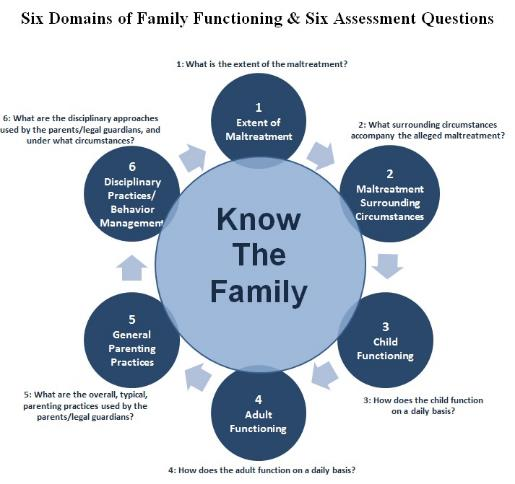 Six Domains of Family Functioning & Six Assessment Questions
1: What is the extent of the maltreatment?
1
Extent of
Maltreatment
2: What surrounding circumstances
accompany the alleged maltreatment?
2
Maltreatment
Surrounding
Circumstances
3
Child
Functioning
3: How does the child function
on a daily basis?
4
Adult
Functioning
4: How does the adult function on a daily basis?
5
General
Parenting
Practices
5: What are the overall, typical,
parenting practices used by the
parents/legal guardians?
6: What are the disciplinary approaches
used by the parents/legal guardians, and
under what circumstances?
6
Disciplinary
Practices/
Behavior
Management
Know
The
Family